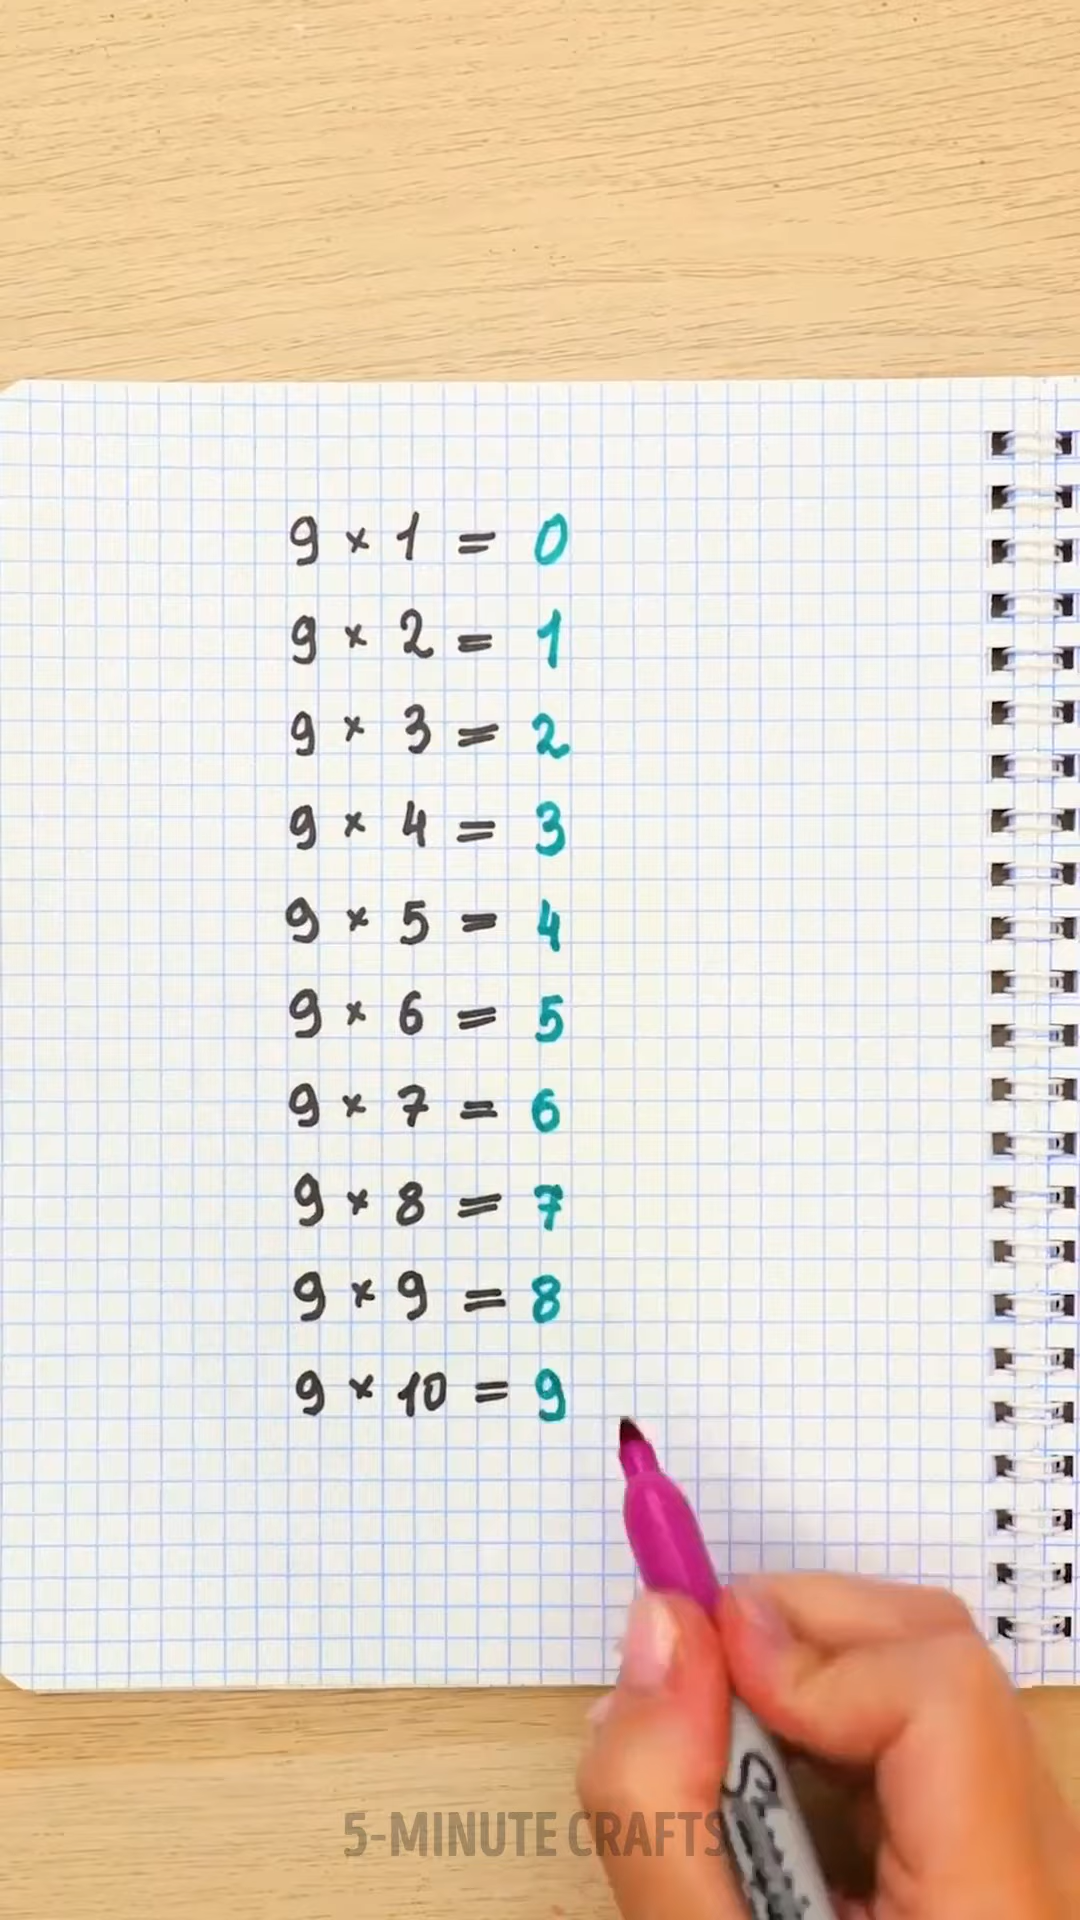 9 × 1 = 0
9 × 2 = 1
9 × 3 = 2
9 × 4 = 3
9 × 5 = 4
9 × 6 = 5
9 × 7 = 6
9 × 8 = 7
9 × 9 = 8
9 × 10 = 9
Sharpie
5-MINUTE CRAFTS